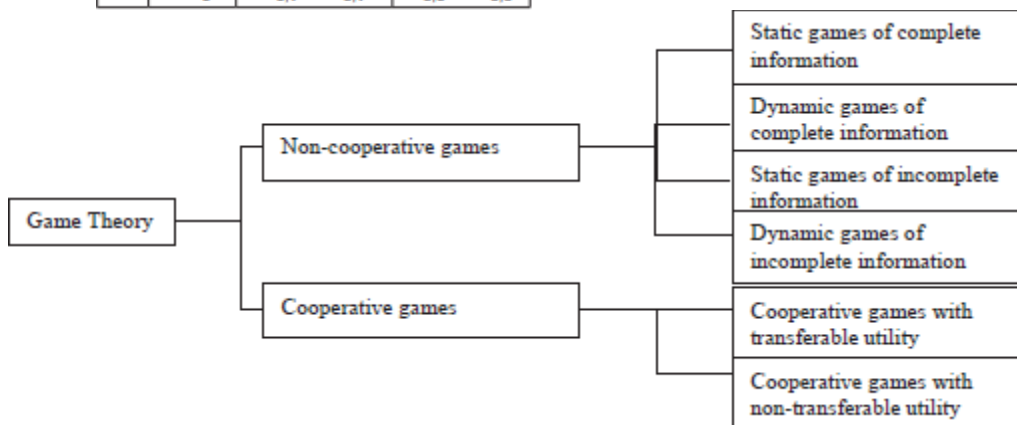 Static games of complete
information
Dynamic games of
complete information
Non-cooperative games
Static games of incomplete
information
Game Theory
Dynamic games of
incomplete information
Cooperative games
Cooperative games with
transferable utility
Cooperative games with
non-transferable utility